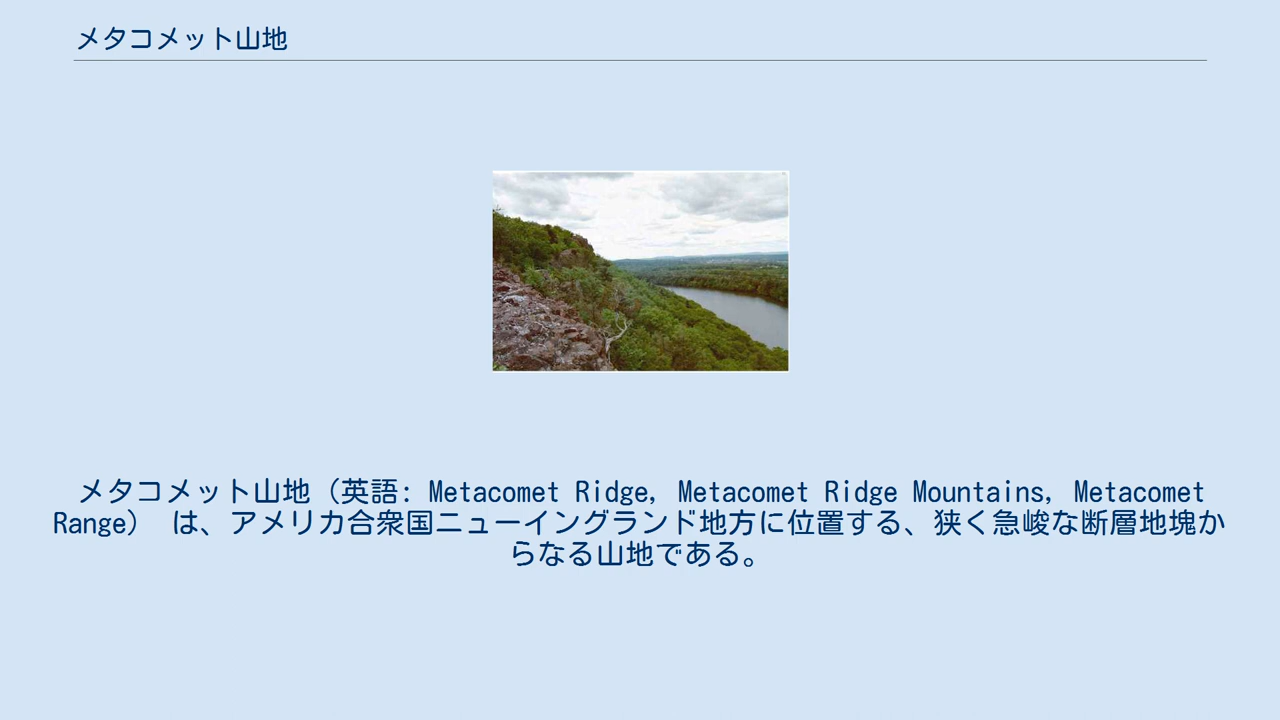 メタコメット山地
メタコメット山地（英語: Metacomet Ridge, Metacomet Ridge Mountains, Metacomet
Range） は、アメリカ合衆国ニューイングランド地方に位置する、狭く急峻な断層地塊か
らなる山地である。